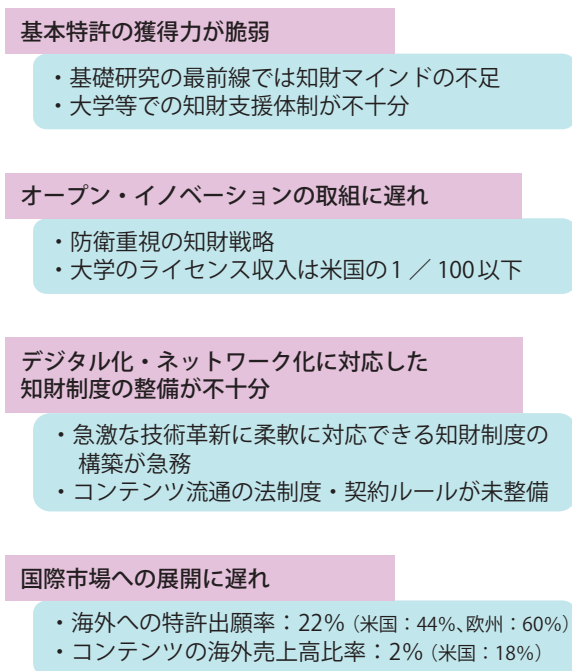 基本特許の獲得力が脆弱
・基礎研究の最前線では知財マインドの不足
・大学等での知財支援体制が不十分
オープン・イノベーションの取組に遅れ
・防衛重視の知財戦略
・大学のライセンス収入は米国の1／100以下
デジタル化・ネットワーク化に対応した
知財制度の整備が不十分
・急激な技術革新に柔軟に対応できる知財制度の
構築が急務
・コンテンツ流通の法制度・契約ルールが未整備
国際市場への展開に遅れ
・海外への特許出願率：22%（米国：44%、欧州：60%）
・コンテンツの海外売上高比率：2%（米国：18%）